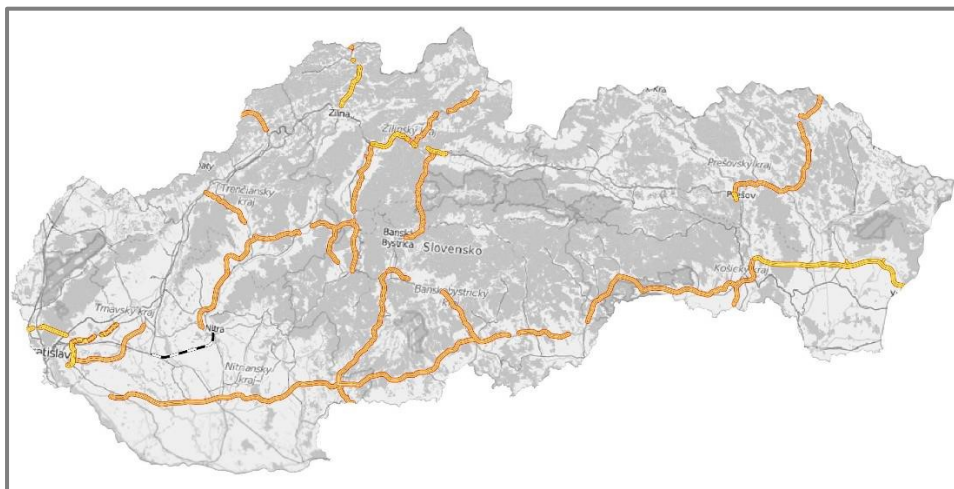 Žilina
Žilinský kraj
Trenčiansky
kraj
Prešovský kraj
Prešov
Banská
Bystrica
Slovensko
Košický kraj
Banskobystrický
Trnavský kraj
Nitra
ratislav
Nitriansky
kraj